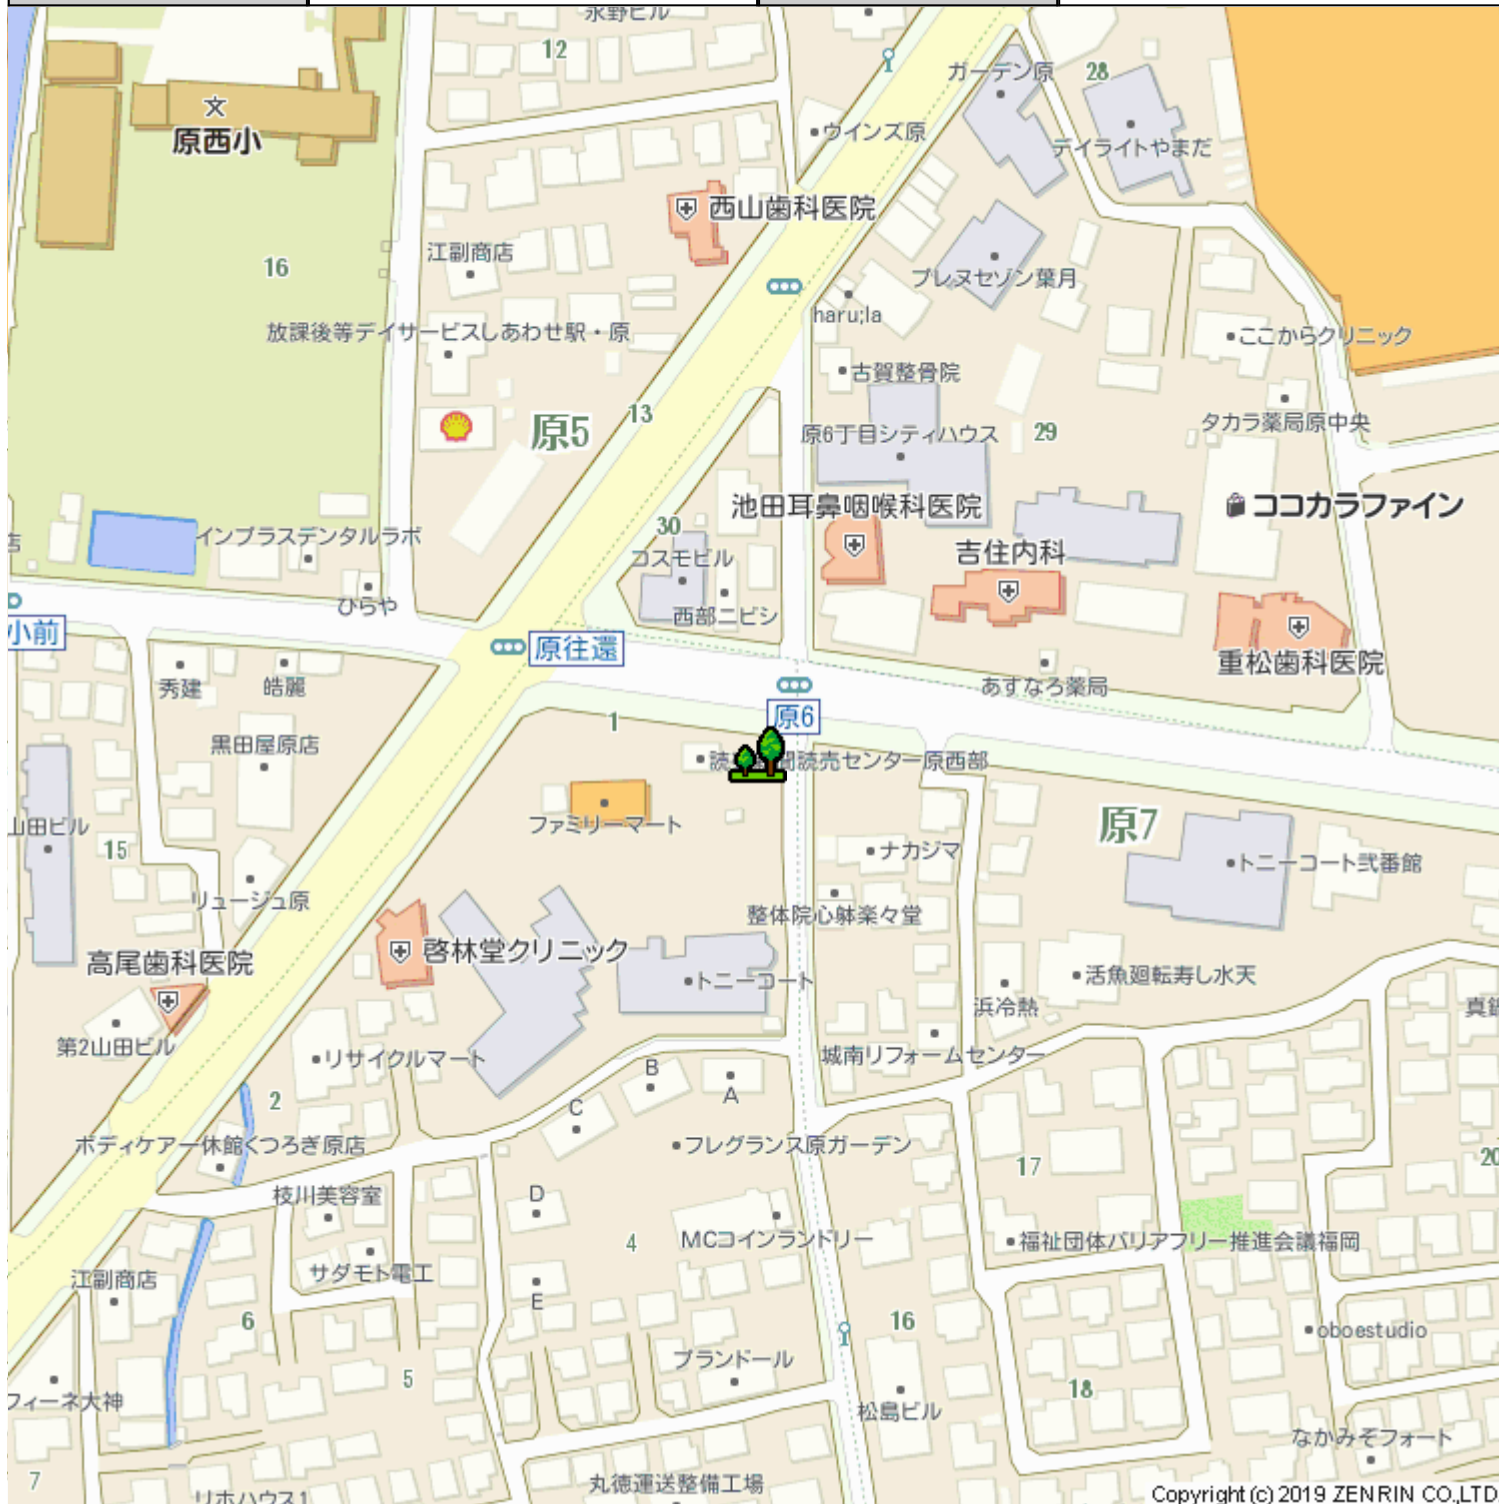 永野ビル
12
ガーデン原
28
文
原西小
ウインズ原
デイライトやまだ
西山歯科医院
江副商店
16
プレヌセゾン葉月
haru;la
放課後等デイサービスしあわせ駅・原
ここからクリニック
古賀整骨院
13
原5
タカラ薬局原中央
原6丁目シティハウス
29
池田耳鼻咽喉科医院
ココカラファイン
30
インプラスデンタルラボ
店
コスモビル
吉住内科
ひらや
西部ニビシ
小前
原往還
重松歯科医院
秀建
皓麗
あすなろ薬局
原6
1
黒田屋原店
読売センター原西部
ファミリーマート
原7
山田ビル
15
ナカジマ
トニーコート弐番館
リュージュ原
整体院心躰楽々堂
啓林堂クリニック
高尾歯科医院
トニーコート
活魚廻転寿し水天
浜冷熱
第2山田ビル
リサイクルマート
城南リフォームセンター
B
A
2
C
ボディケアー休館くつろぎ原店
フレグランス原ガーデン
17
20
D
枝川美容室
4
MCコインランドリー
福祉団体バリアフリー推進会議福岡
サダモト電工
江副商店
E
6
16
oboestudio
ブランドール
5
18
フィーネ大神
松島ビル
なかみぞフォート
7
丸徳運送整備工場
リホハウス1
Copyright (c) 2019 ZENRIN CO.,LTD